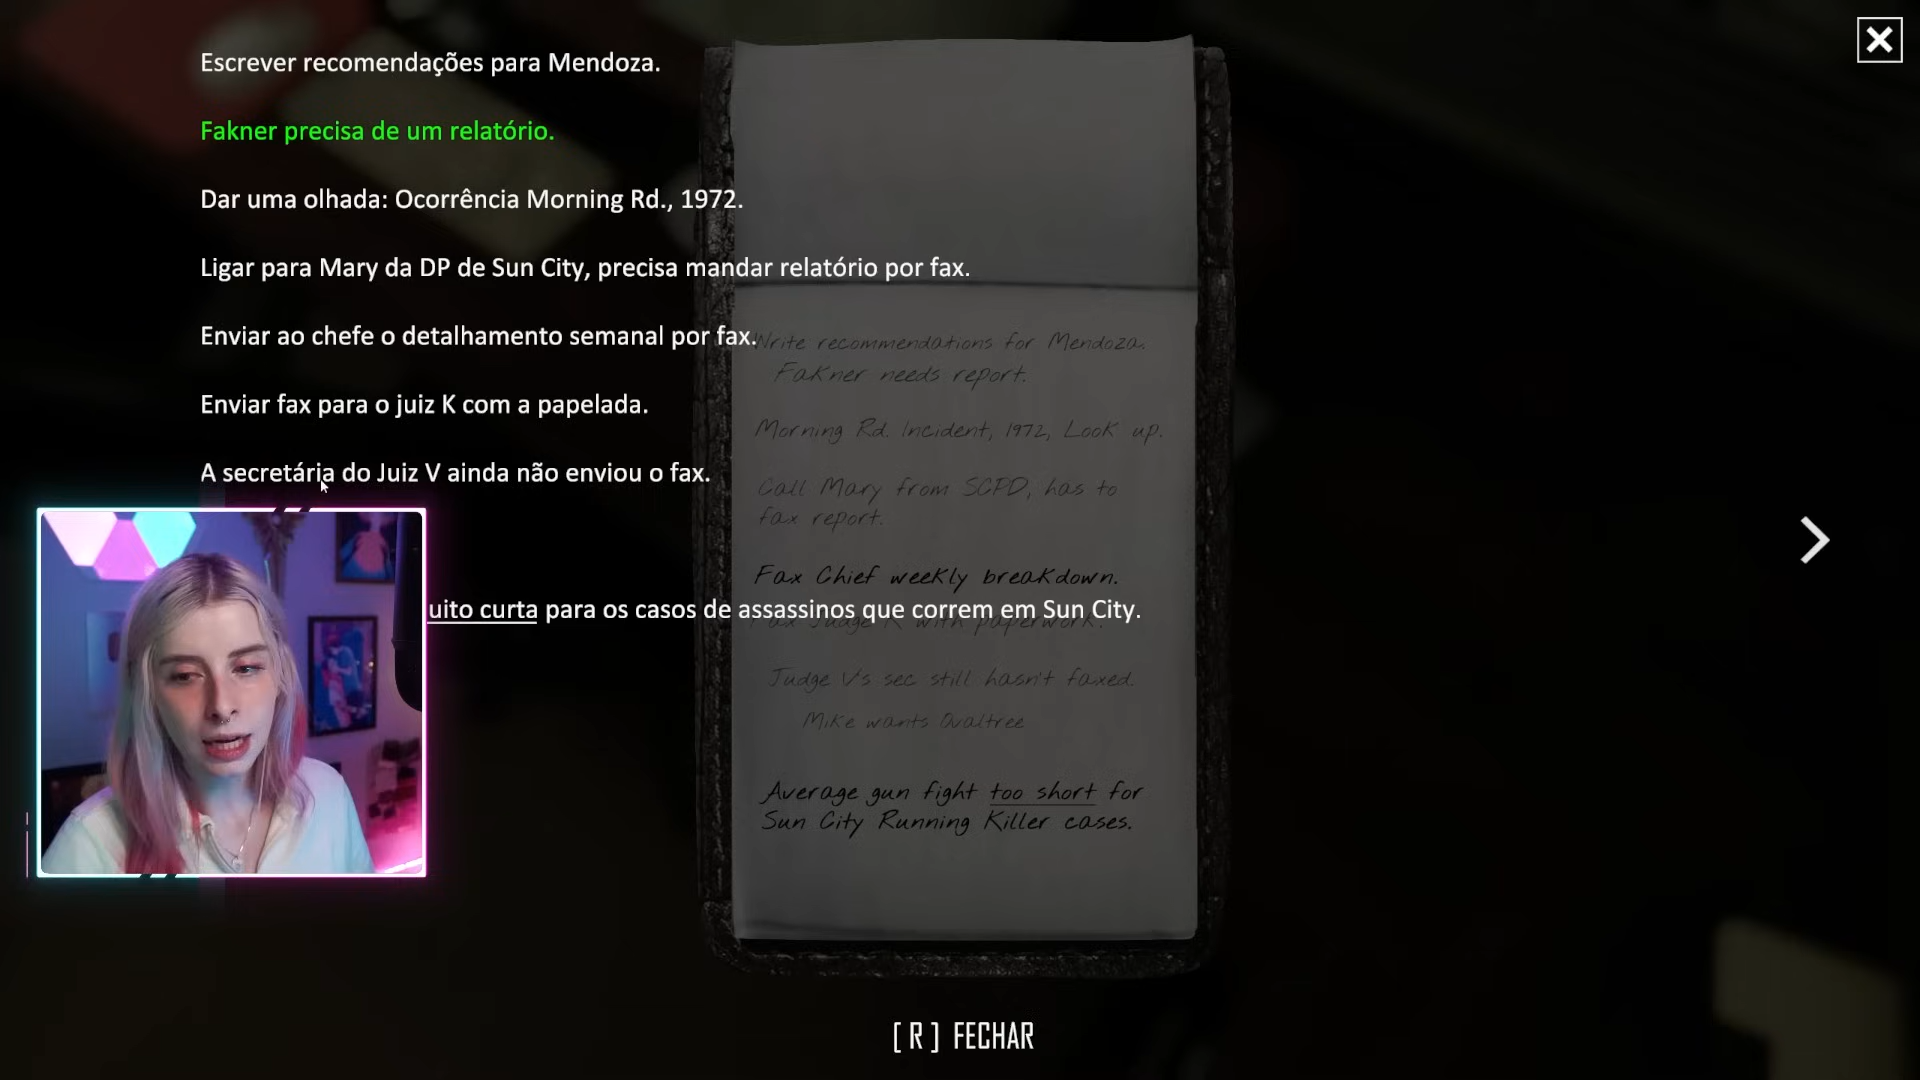 Escrever recomendações para Mendoza.
Fakner precisa de um relatório.
Dar uma olhada: Ocorrência Morning Rd., 1972.
Ligar para Mary da DP de Sun City, precisa mandar relatório por fax.
Enviar ao chefe o detalhamento semanal por fax.
Enviar fax para o juiz K com a papelada.
A secretária do Juiz V ainda não enviou o fax.
uito curta para os casos de assassinos que correm em Sun City.
Write recommendations for Mendoza.
Fakner needs report.
Morning Rd. Incident, 1972, Look up.
Call Mary from SCPD, has to
fax report.
Fax Chief weekly breakdown.
Fax Judge K with paperwork.
Judge V's sec still hasn't faxed.
Mike wants Ovaltree
Average gun fight too short for
Sun City Running Killer cases.
[ R ] FECHAR